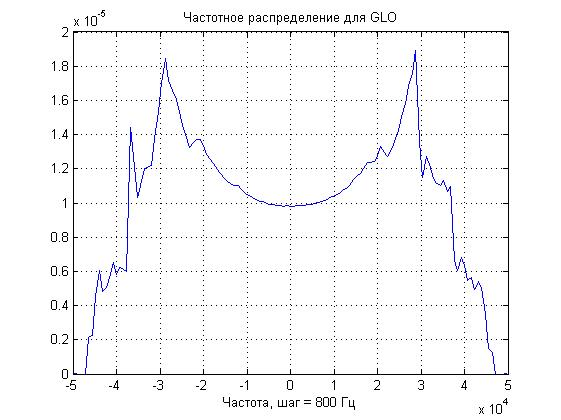 Частотное распределение для GLO
x 10^-5
2
1.8
1.6
1.4
1.2
1
0.8
0.6
0.4
0.2
0
-5 -4 -3 -2 -1 0 1 2 3 4 5
Частота, шаг = 800 Гц
x 10^4